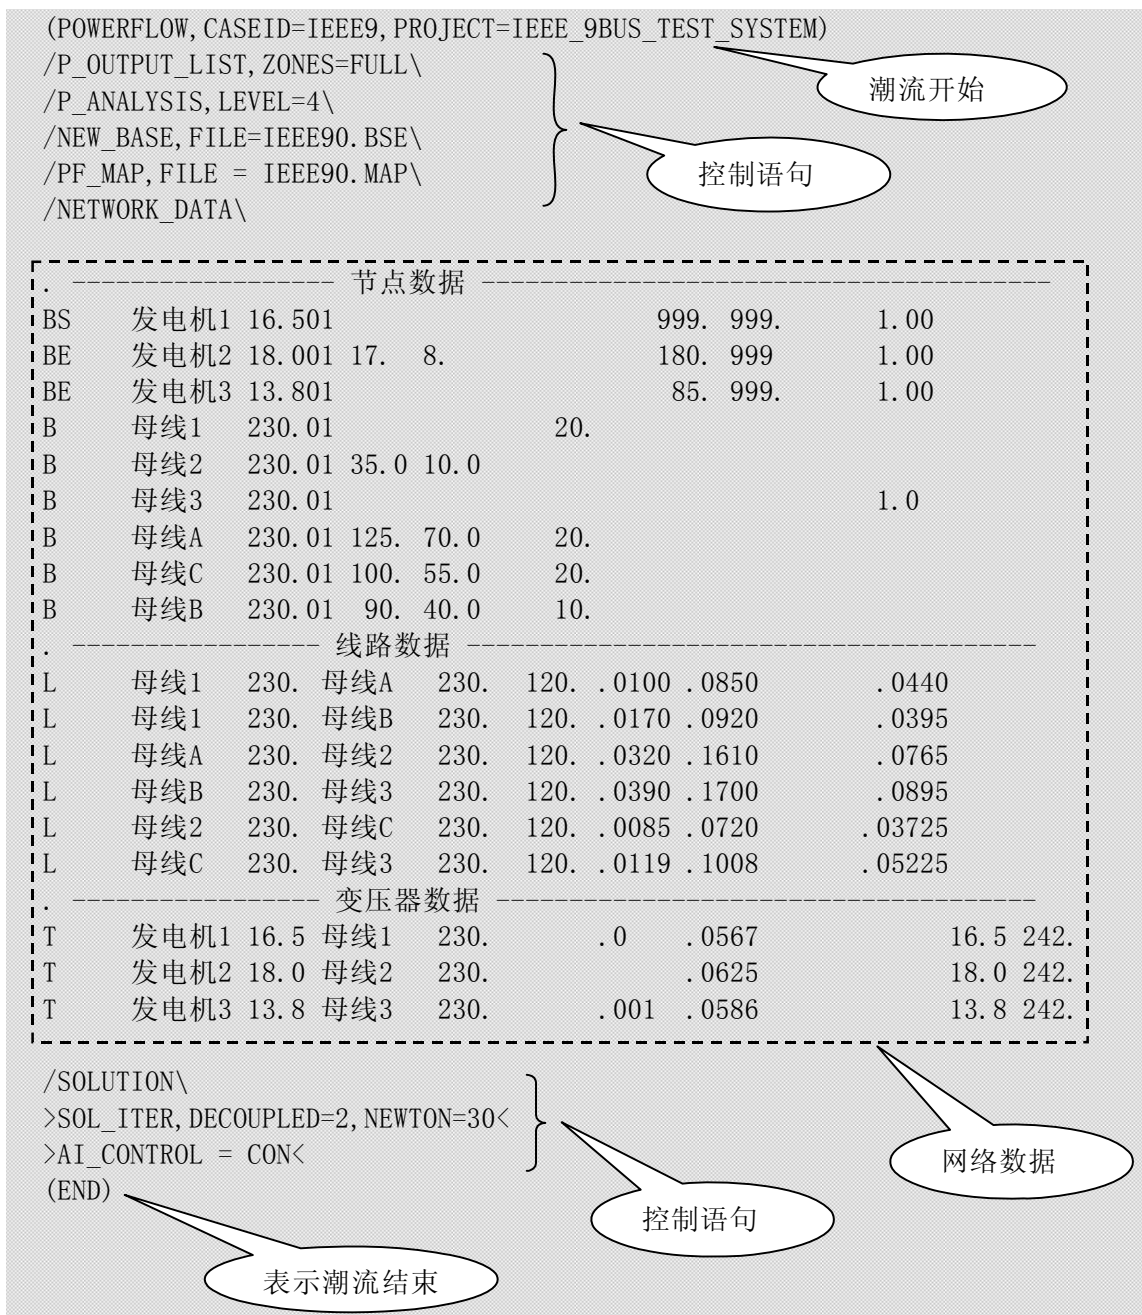 (POWERFLOW,CASEID=IEEE9,PROJECT=IEEE_9BUS_TEST_SYSTEM)
/P_OUTPUT_LIST,ZONES=FULL\
潮流开始
/P_ANALYSIS,LEVEL=4\
/NEW_BASE,FILE=IEEE90.BSE\
/PF_MAP,FILE = IEEE90.MAP\
控制语句
/NETWORK_DATA\
. ------------------ 节点数据 ---------------------------------------
BS 发电机1 16.501 999. 999. 1.00
BE 发电机2 18.001 17. 8. 180. 999 1.00
BE 发电机3 13.801 85. 999. 1.00
B 母线1 230.01 20.
B 母线2 230.01 35.0 10.0
B 母线3 230.01 1.0
B 母线A 230.01 125. 70.0 20.
B 母线C 230.01 100. 55.0 20.
B 母线B 230.01 90. 40.0 10.
. ----------------- 线路数据 ---------------------------------------
L 母线1 230. 母线A 230. 120. .0100 .0850 .0440
L 母线1 230. 母线B 230. 120. .0170 .0920 .0395
L 母线A 230. 母线2 230. 120. .0320 .1610 .0765
L 母线B 230. 母线3 230. 120. .0390 .1700 .0895
L 母线2 230. 母线C 230. 120. .0085 .0720 .03725
L 母线C 230. 母线3 230. 120. .0119 .1008 .05225
. ----------------- 变压器数据 -------------------------------------
T 发电机1 16.5 母线1 230. .0 .0567 16.5 242.
T 发电机2 18.0 母线2 230. .0625 18.0 242.
T 发电机3 13.8 母线3 230. .001 .0586 13.8 242.
/SOLUTION\
>SOL_ITER,DECOUPLED=2,NEWTON=30<
>AI_CONTROL = CON<
网络数据
(END)
控制语句
表示潮流结束